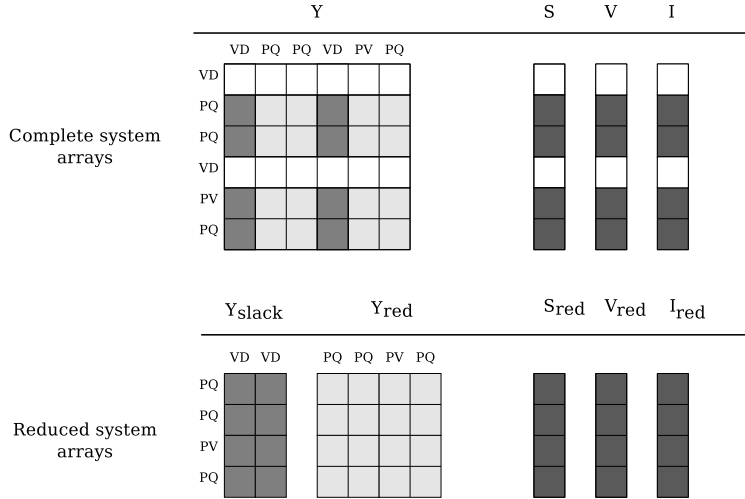 Y S V I
VD PQ PQ VD PV PQ
VD
PQ
PQ
Complete system
arrays
VD
PV
PQ
Yslack Yred Sred Vred Ired
VD VD PQ PQ PV PQ
PQ
PQ
Reduced system
arrays
PV
PQ